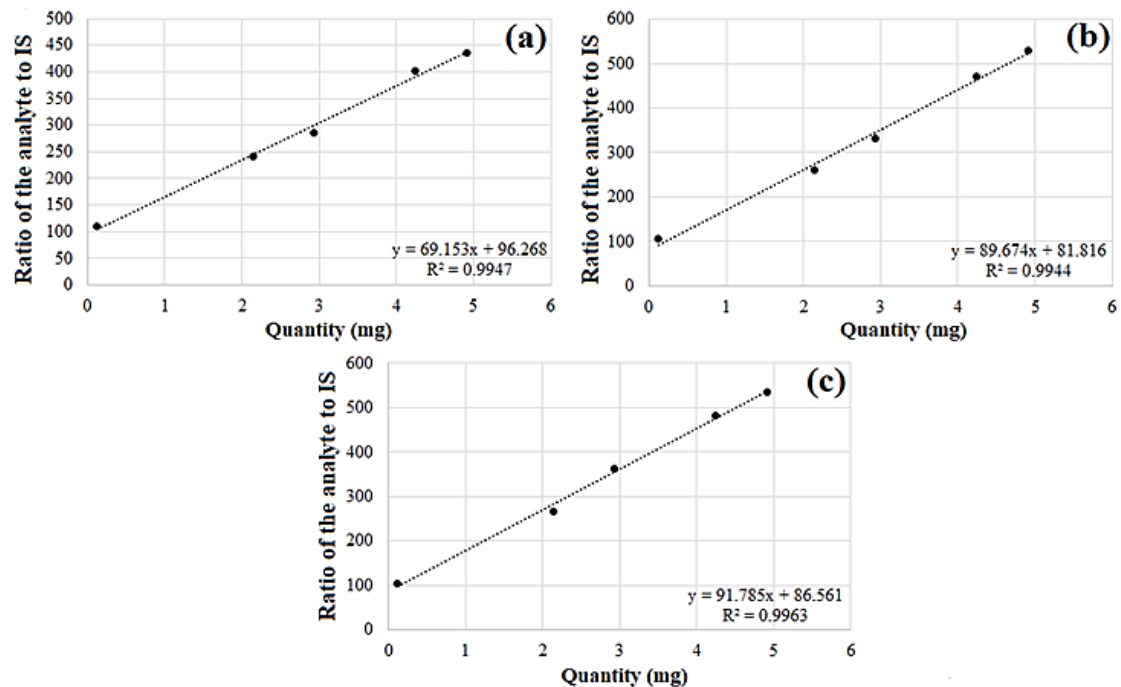 (a)
Ratio of the analyte to IS
500
450
400
350
300
250
200
150
100
50
0
y = 69.153x + 96.268
R² = 0.9947
0 1 2 3 4 5 6
Quantity (mg)
(b)
Ratio of the analyte to IS
600
500
400
300
200
100
0
y = 89.674x + 81.816
R² = 0.9944
0 1 2 3 4 5 6
Quantity (mg)
(c)
Ratio of the analyte to IS
600
500
400
300
200
100
0
y = 91.785x + 86.561
R² = 0.9963
0 1 2 3 4 5 6
Quantity (mg)